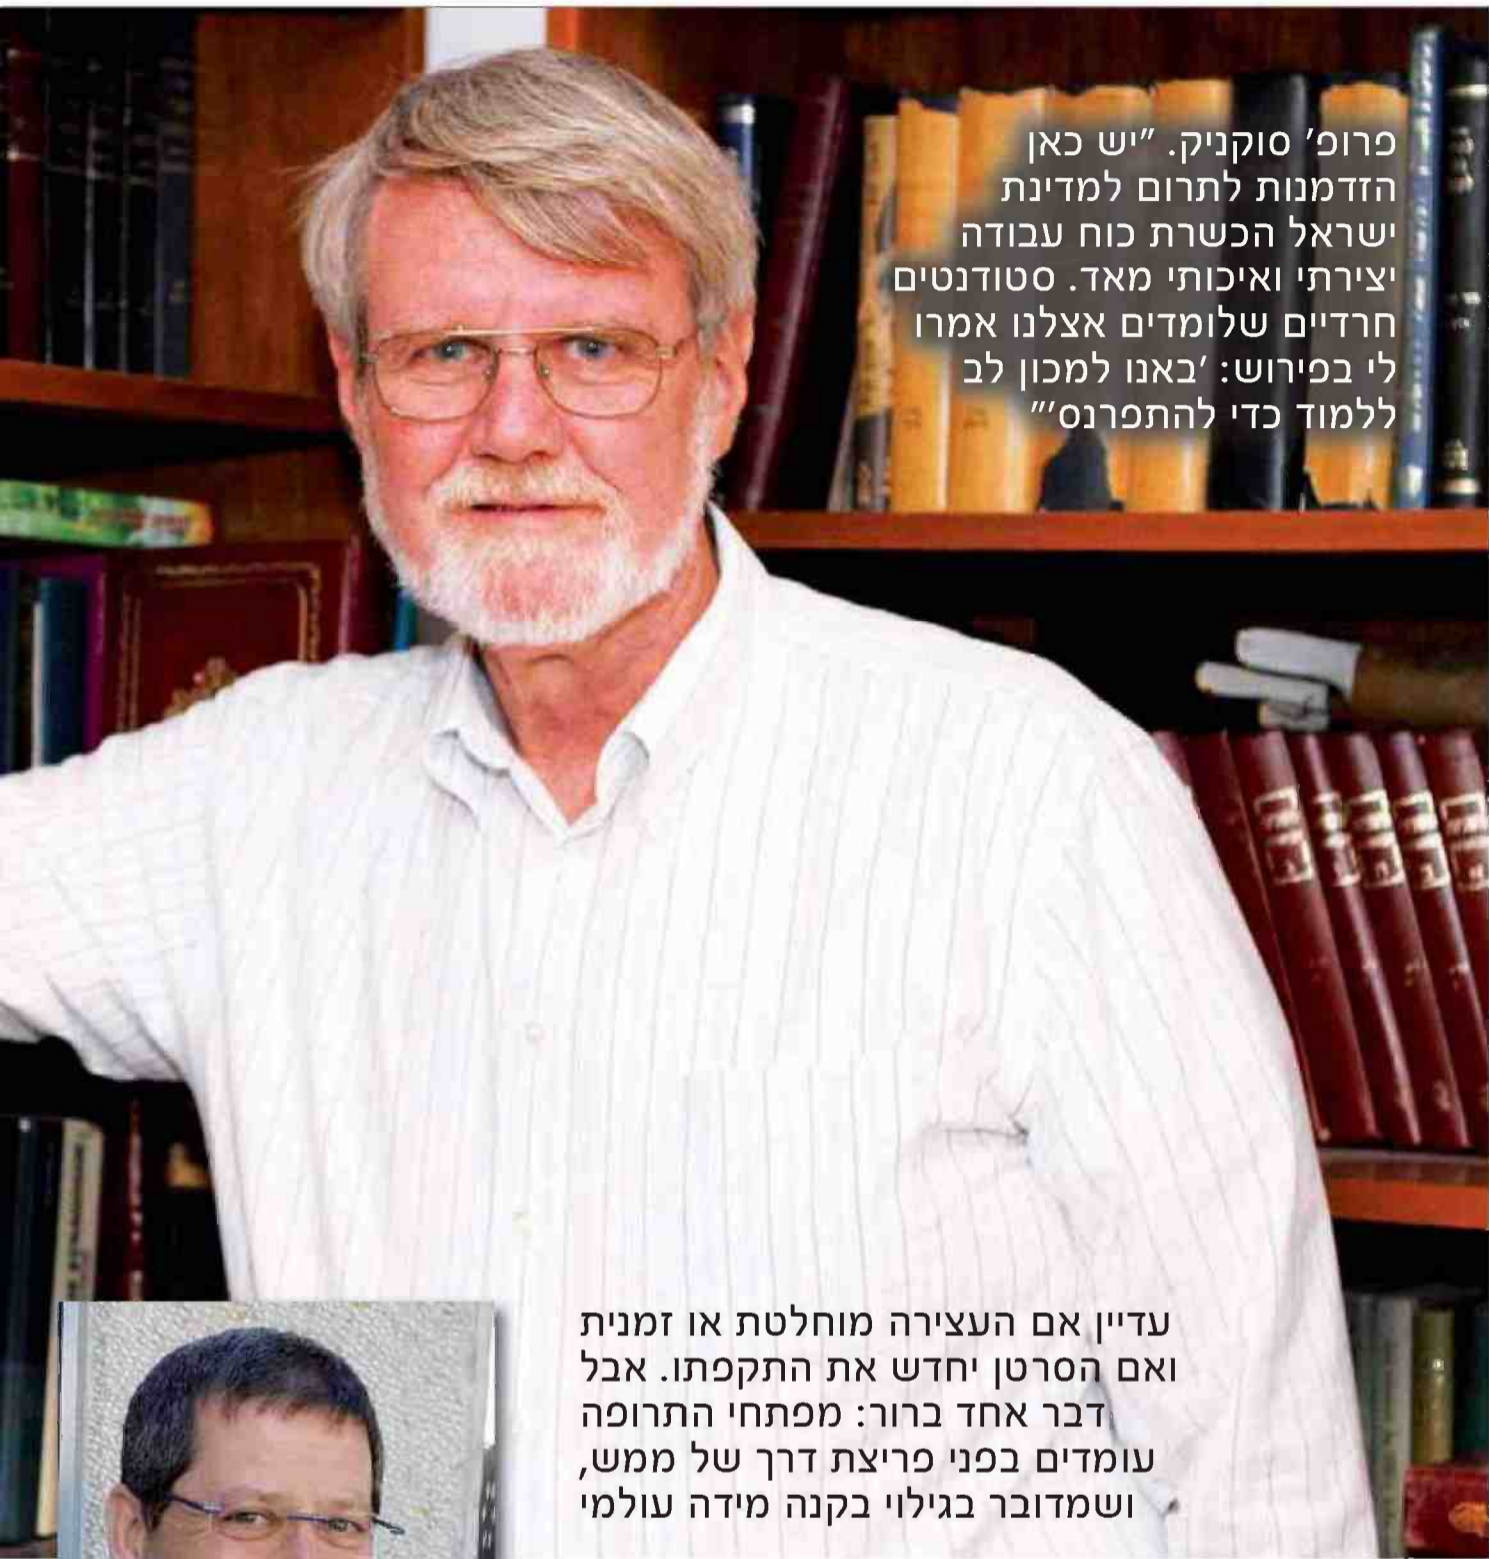 פרופ' סוקניק. "יש כאן
הזדמנות לתרום למדינת
ישראל הכשרת כוח עבודה
יצירתי ואיכותי מאד. סטודנטים
חרדיים שלומדים אצלנו אמרו
לי בפירוש: 'באנו למכון לב
ללמוד כדי להתפרנס'"
עדיין אם העצירה מוחלטת או זמנית
ואם הסרטן יחדש את התקפתו. אבל
דבר אחד ברור: מפתחי התרופה
עומדים בפני פריצת דרך של ממש,
ושמדובר בגילוי בקנה מידה עולמי